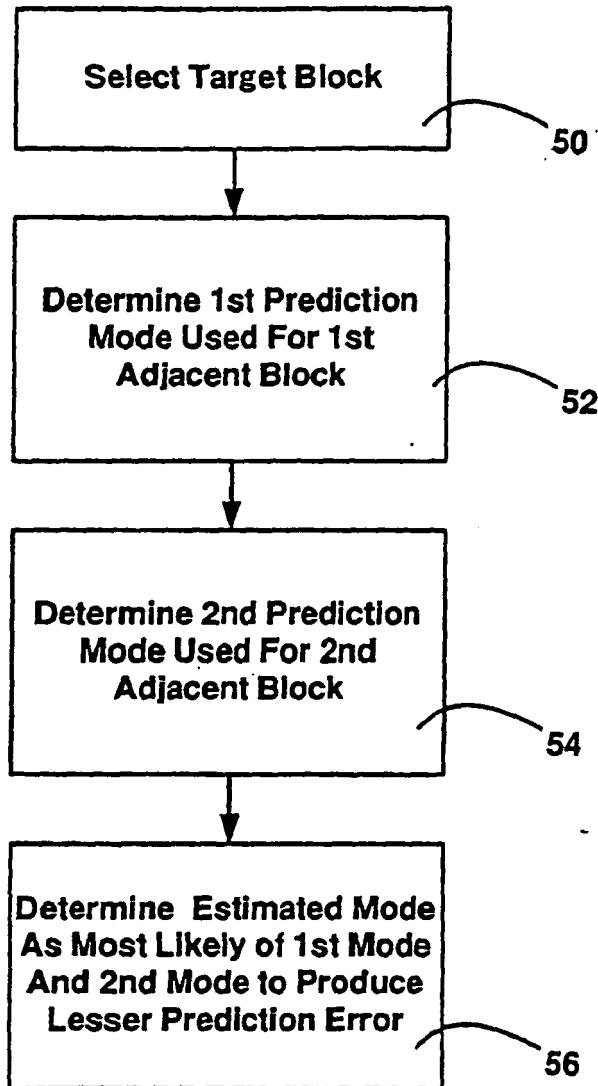 Select Target Block
50
Determine 1st Prediction
Mode Used For 1st
Adjacent Block
52
Determine 2nd Prediction
Mode Used For 2nd
Adjacent Block
54
Determine Estimated Mode
As Most Likely of 1st Mode
And 2nd Mode to Produce
Lesser Prediction Error
56